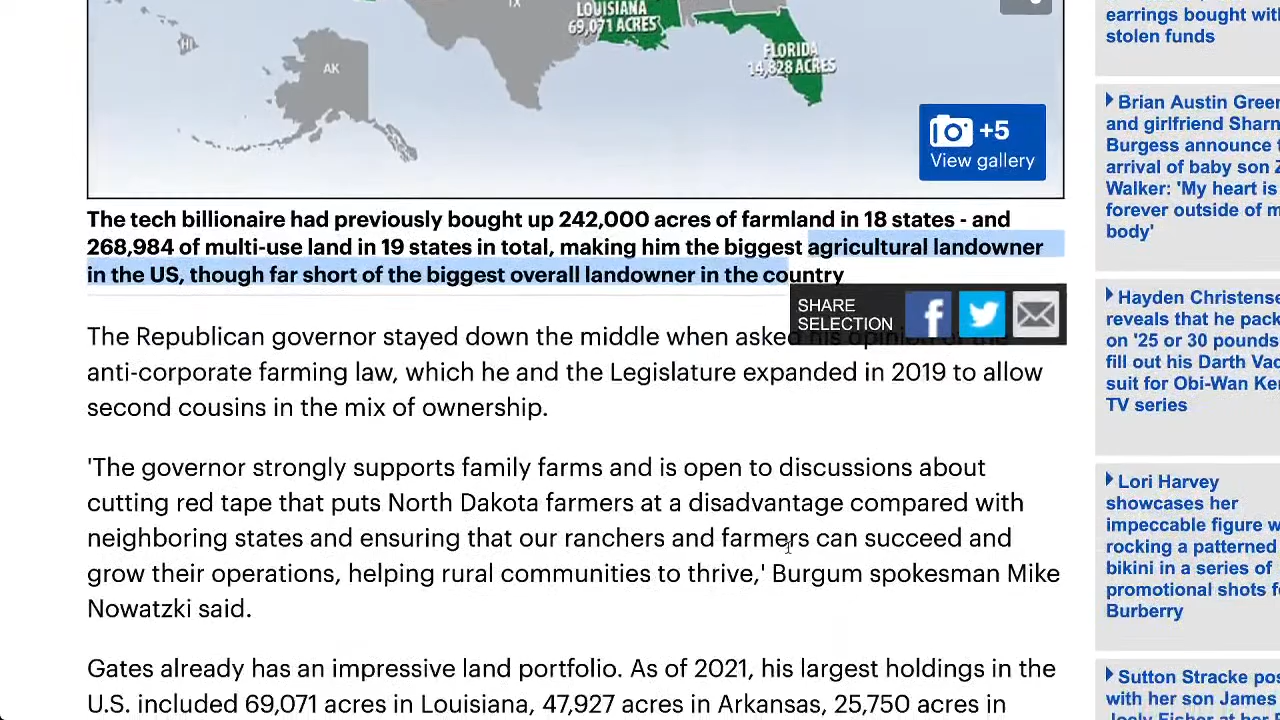 TX
LOUISIANA
69,071 ACRES
HI
FLORIDA
14,828 ACRES
AK
+5
View gallery
The tech billionaire had previously bought up 242,000 acres of farmland in 18 states - and
268,984 of multi-use land in 19 states in total, making him the biggest agricultural landowner
in the US, though far short of the biggest overall landowner in the country
SHARE
SELECTION
The Republican governor stayed down the middle when asked his opinion of the
anti-corporate farming law, which he and the Legislature expanded in 2019 to allow
second cousins in the mix of ownership.
'The governor strongly supports family farms and is open to discussions about
cutting red tape that puts North Dakota farmers at a disadvantage compared with
neighboring states and ensuring that our ranchers and farmers can succeed and
grow their operations, helping rural communities to thrive,' Burgum spokesman Mike
Nowatzki said.
Gates already has an impressive land portfolio. As of 2021, his largest holdings in the
U.S. included 69,071 acres in Louisiana, 47,927 acres in Arkansas, 25,750 acres in
earnings bought with
stolen funds
Brian Austin Green
and girlfriend Sharn
Burgess announce t
arrival of baby son Z
Walker: 'My heart is
forever outside of m
body'
Hayden Christense
reveals that he pack
on '25 or 30 pounds
fill out his Darth Vad
suit for Obi-Wan Ken
TV series
Lori Harvey
showcases her
impeccable figure w
rocking a patterned
bikini in a series of
promotional shots fo
Burberry
Sutton Stracke pos
with her son James